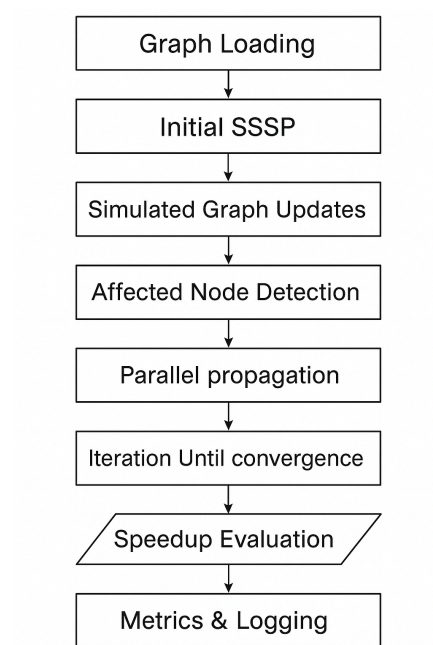 Graph Loading
Initial SSSP
Simulated Graph Updates
Affected Node Detection
Parallel propagation
Iteration Until convergence
Speedup Evaluation
Metrics & Logging